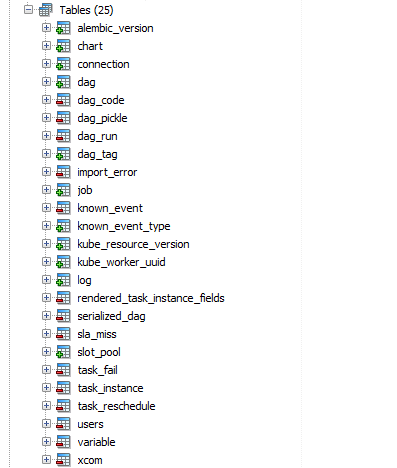 Tables (25)
alembic_version
chart
connection
dag
dag_code
dag_pickle
dag_run
dag_tag
import_error
job
known_event
known_event_type
kube_resource_version
kube_worker_uuid
log
rendered_task_instance_fields
serialized_dag
sla_miss
slot_pool
task_fail
task_instance
task_reschedule
users
variable
xcom